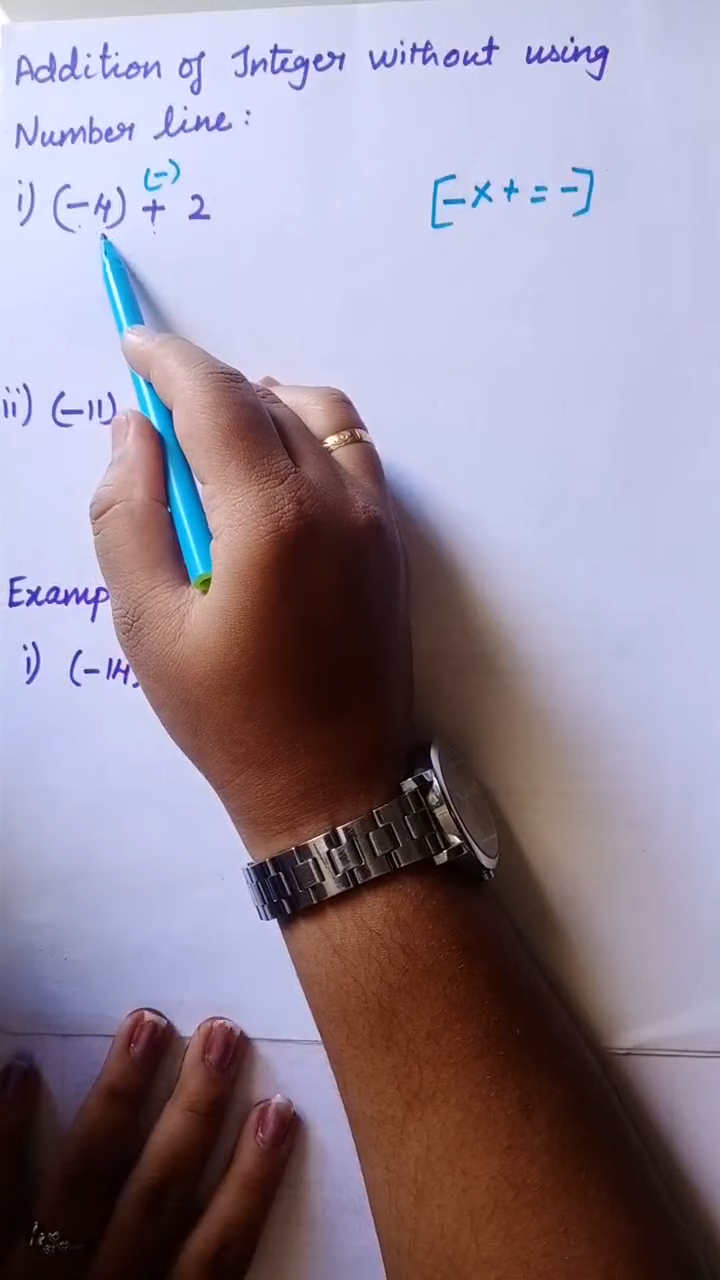 Addition of Integer without using
Number line:
(-)
i) (-4) + 2 [- x + = -]
ii) (-11)
Examp
i) (-14)